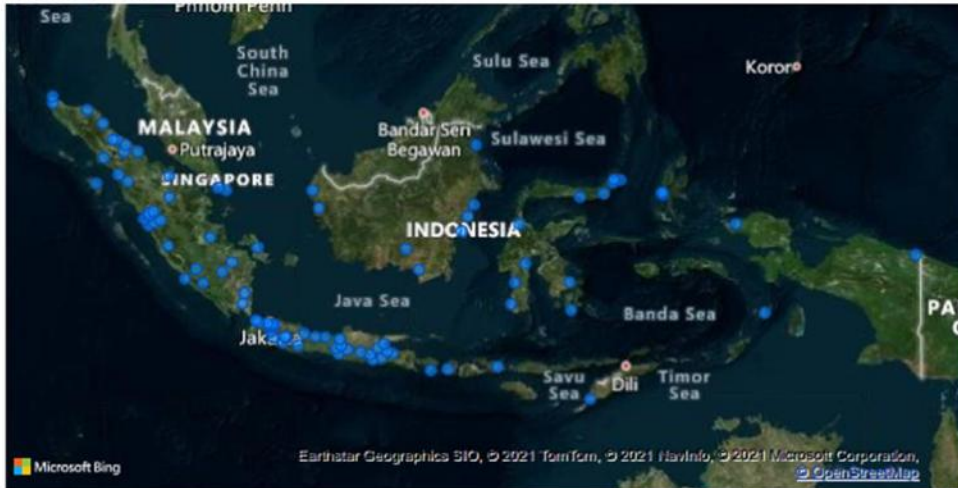 Phnom Penh
Sea
South
China
Sea
Sulu Sea
Koror
MALAYSIA
Putrajaya
Bandar Seri
Begawan
Sulawesi Sea
SINGAPORE
INDONESIA
Java Sea
Banda Sea
Jakarta
Savu
Sea
Dili
Timor
Sea
Microsoft Bing
Earthstar Geographics SIO, © 2021 TomTom, © 2021 NavInfo, © 2021 Microsoft Corporation,
© OpenStreetMap